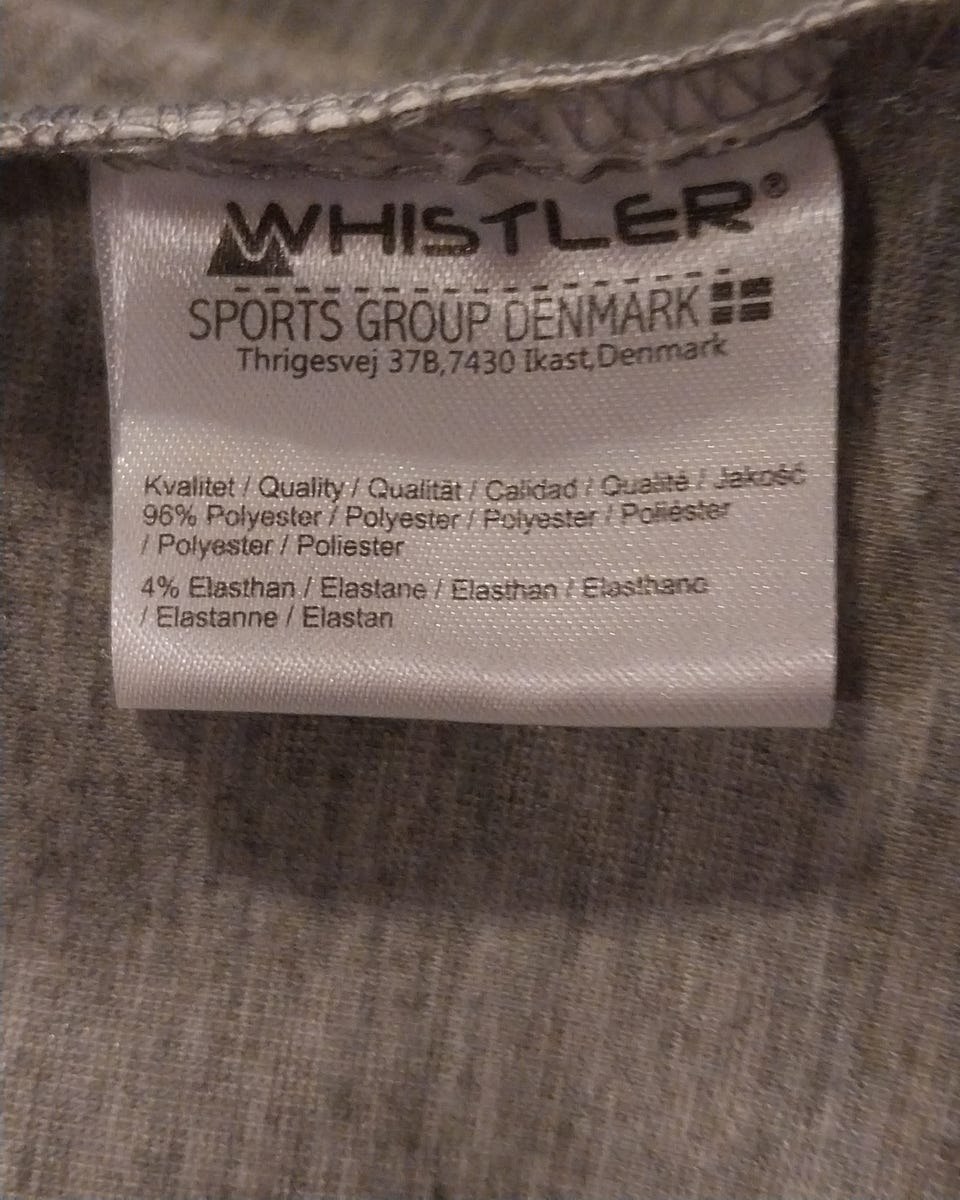 WHISTLER®
SPORTS GROUP DENMARK
Thrigesvej 37B,7430 Ikast,Denmark
Kvalitet / Quality / Qualität / Calidad / Qualité / Jakość
96% Polyester / Polyester / Polyester / Poliéster
/ Polyester / Poliester
4% Elasthan / Elastane / Elasthan / Elasthano
/ Elastanne / Elastan